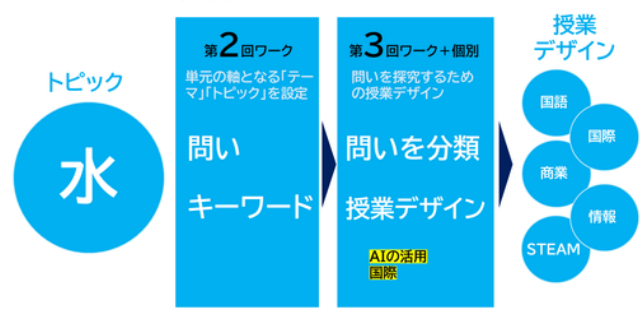 トピック
水
第2回ワーク
単元の軸となる「テー
マ」「トピック」を設定
問い
キーワード
第3回ワーク+個別
問いを探究するため
の授業デザイン
問いを分類
授業デザイン
AIの活用
国際
授業
デザイン
国語
国際
商業
情報
STEAM